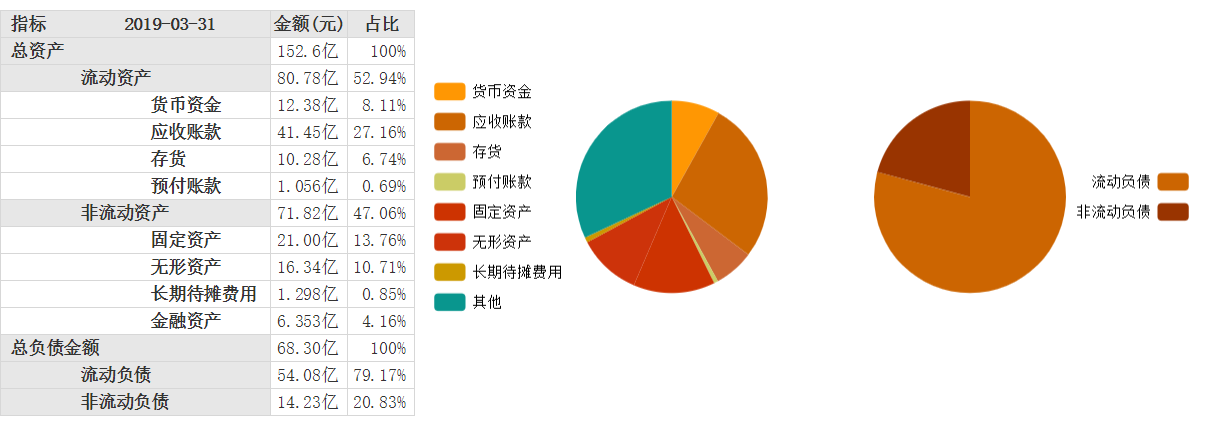 指标 2019-03-31 金额(元) 占比
总资产 152.6亿 100%
流动资产 80.78亿 52.94%
货币资金 12.38亿 8.11%
应收账款 41.45亿 27.16%
存货 10.28亿 6.74%
预付账款 1.056亿 0.69%
非流动资产 71.82亿 47.06%
固定资产 21.00亿 13.76%
无形资产 16.34亿 10.71%
长期待摊费用 1.298亿 0.85%
金融资产 6.353亿 4.16%
总负债金额 68.30亿 100%
流动负债 54.08亿 79.17%
非流动负债 14.23亿 20.83%
货币资金
应收账款
存货
预付账款
固定资产
无形资产
长期待摊费用
其他
流动负债
非流动负债